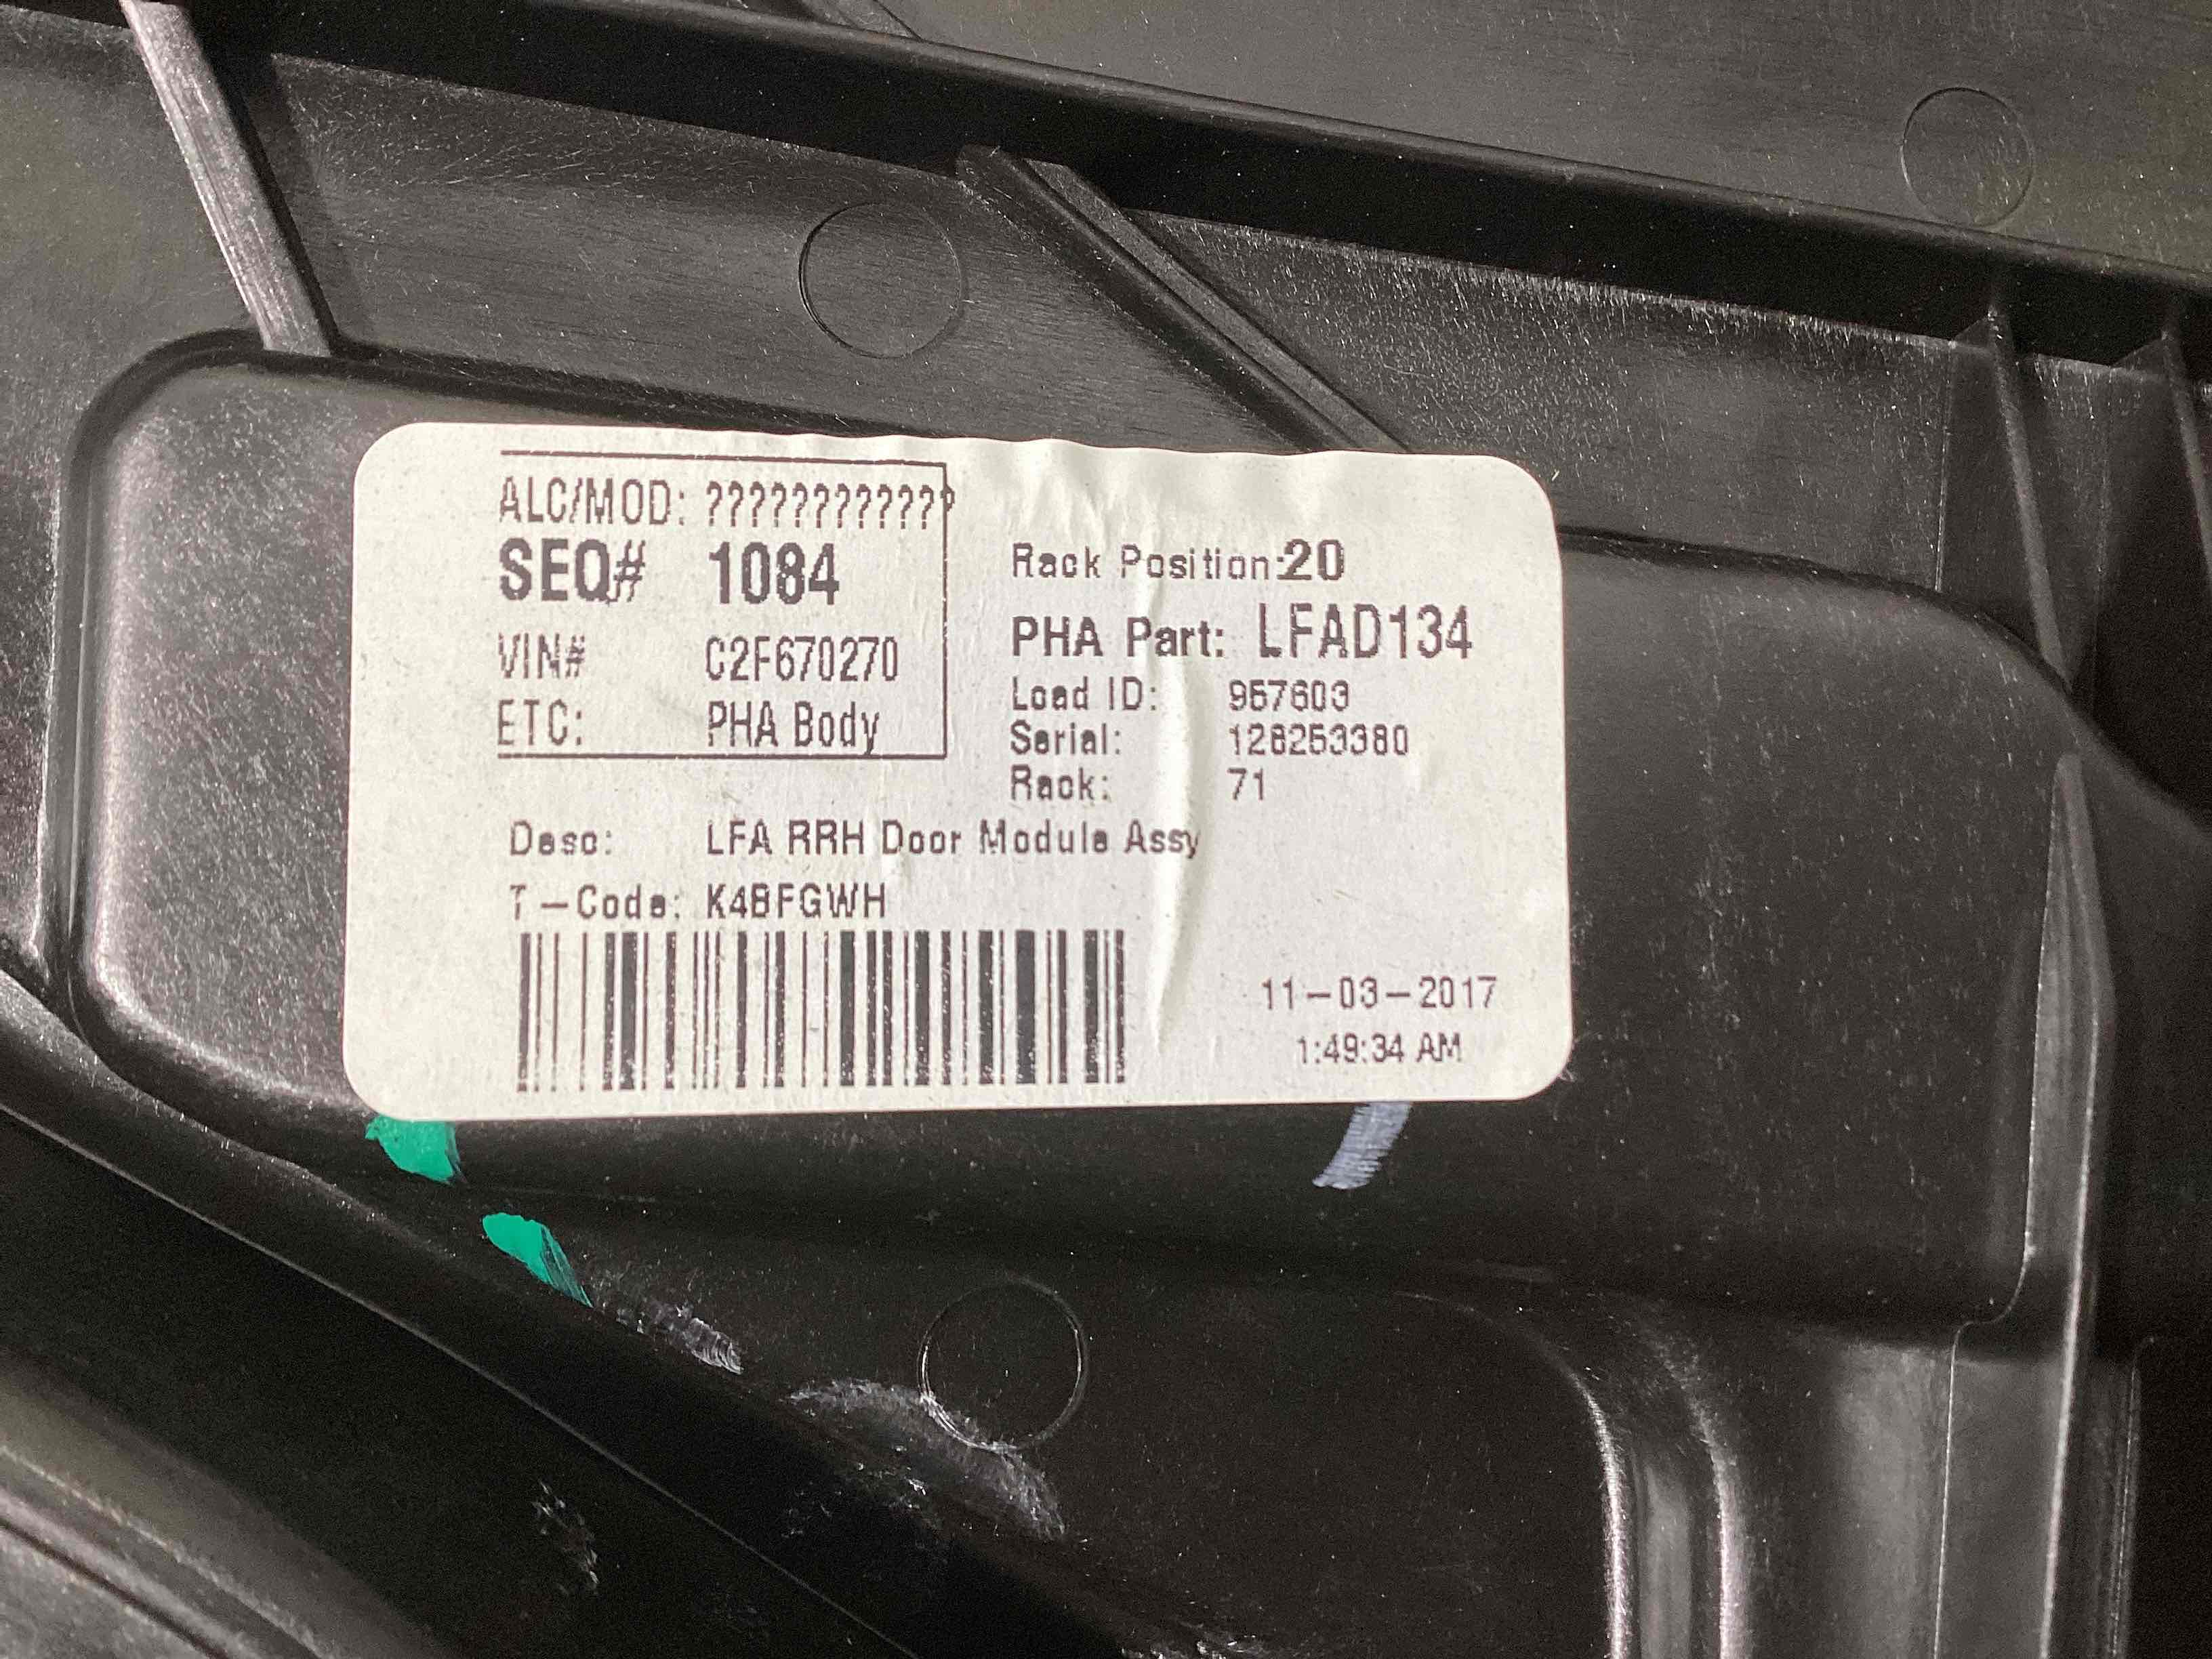 ALC/MOD: ????????????
SEQ# 1084
VIN# C2F670270
ETC: PHA Body
Rack Position:20
PHA Part: LFAD134
Load ID: 957603
Serial: 126253380
Rack: 71
Desc: LFA RRH Door Module Assy
T-Code: K4BFGWH
11-03-2017
1:49:34 AM